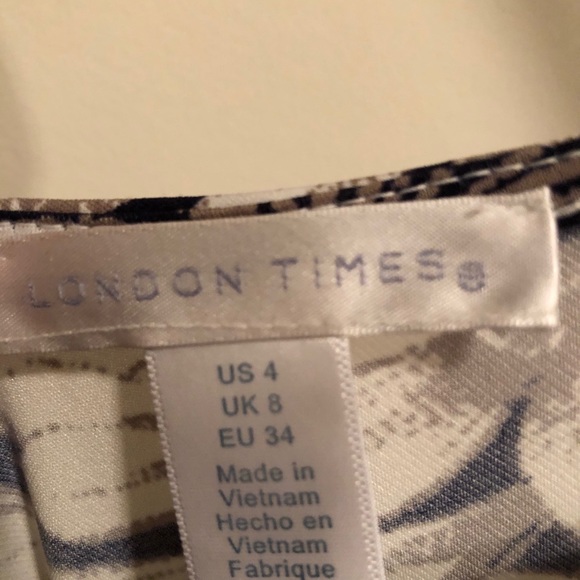 LONDON TIMES®
US 4
UK 8
EU 34
Made in
Vietnam
Hecho en
Vietnam
Fabrique